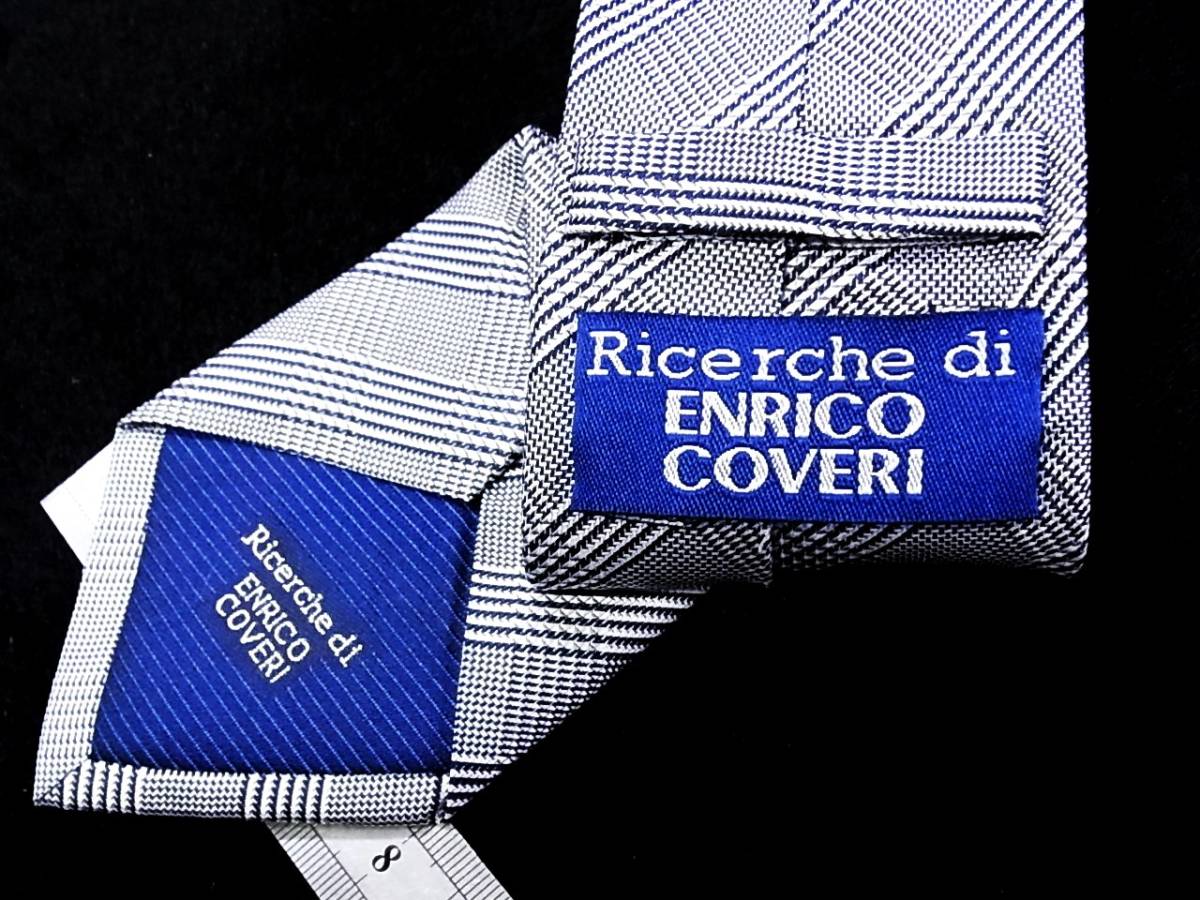 Ricerche di
ENRICO
COVERI
Ricerche di
ENRICO
COVERI
8